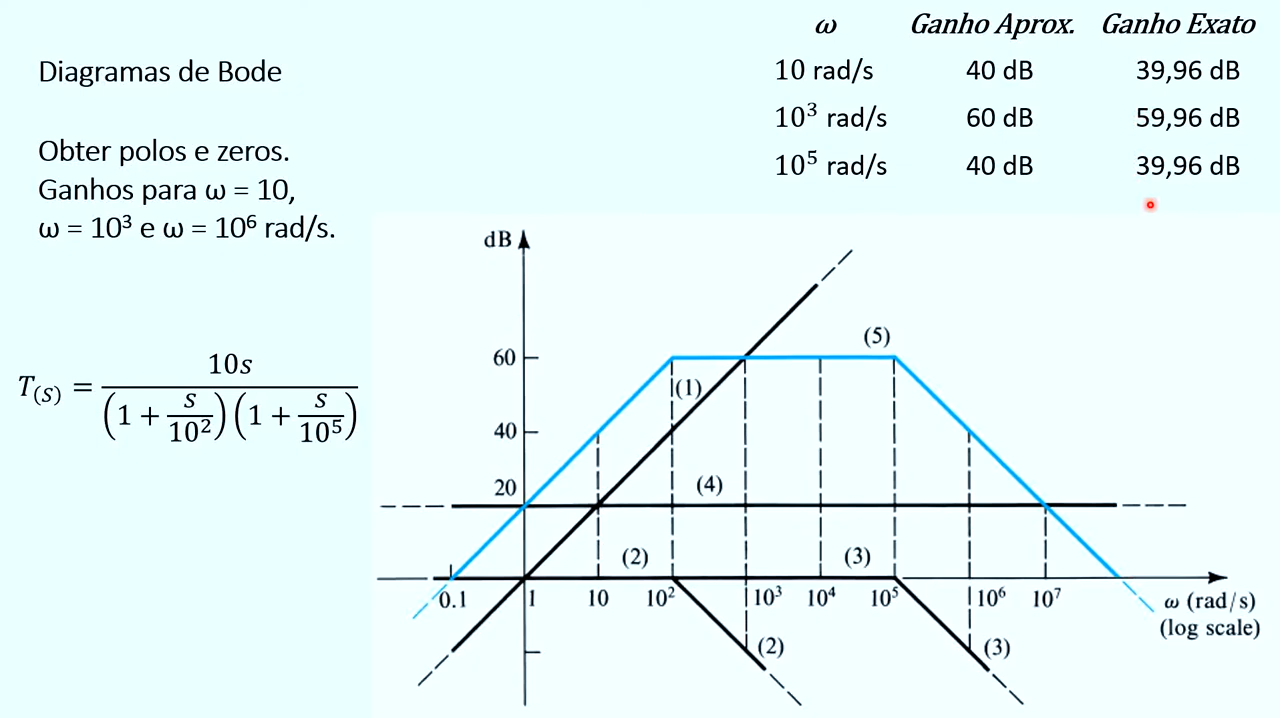 Diagramas de Bode
Obter polos e zeros.
Ganhos para ω = 10,
ω = 10³ e ω = 10⁶ rad/s.
ω Ganho Aprox. Ganho Exato
10 rad/s 40 dB 39,96 dB
10³ rad/s 60 dB 59,96 dB
10⁵ rad/s 40 dB 39,96 dB
T(S) = 10s / (1 + s/10²)(1 + s/10⁵)
dB
(5)
60
(1)
40
20
(4)
(2) (3)
0.1 1 10 10² 10³ 10⁴ 10⁵ 10⁶ 10⁷ ω (rad/s)
(log scale)
(2) (3)